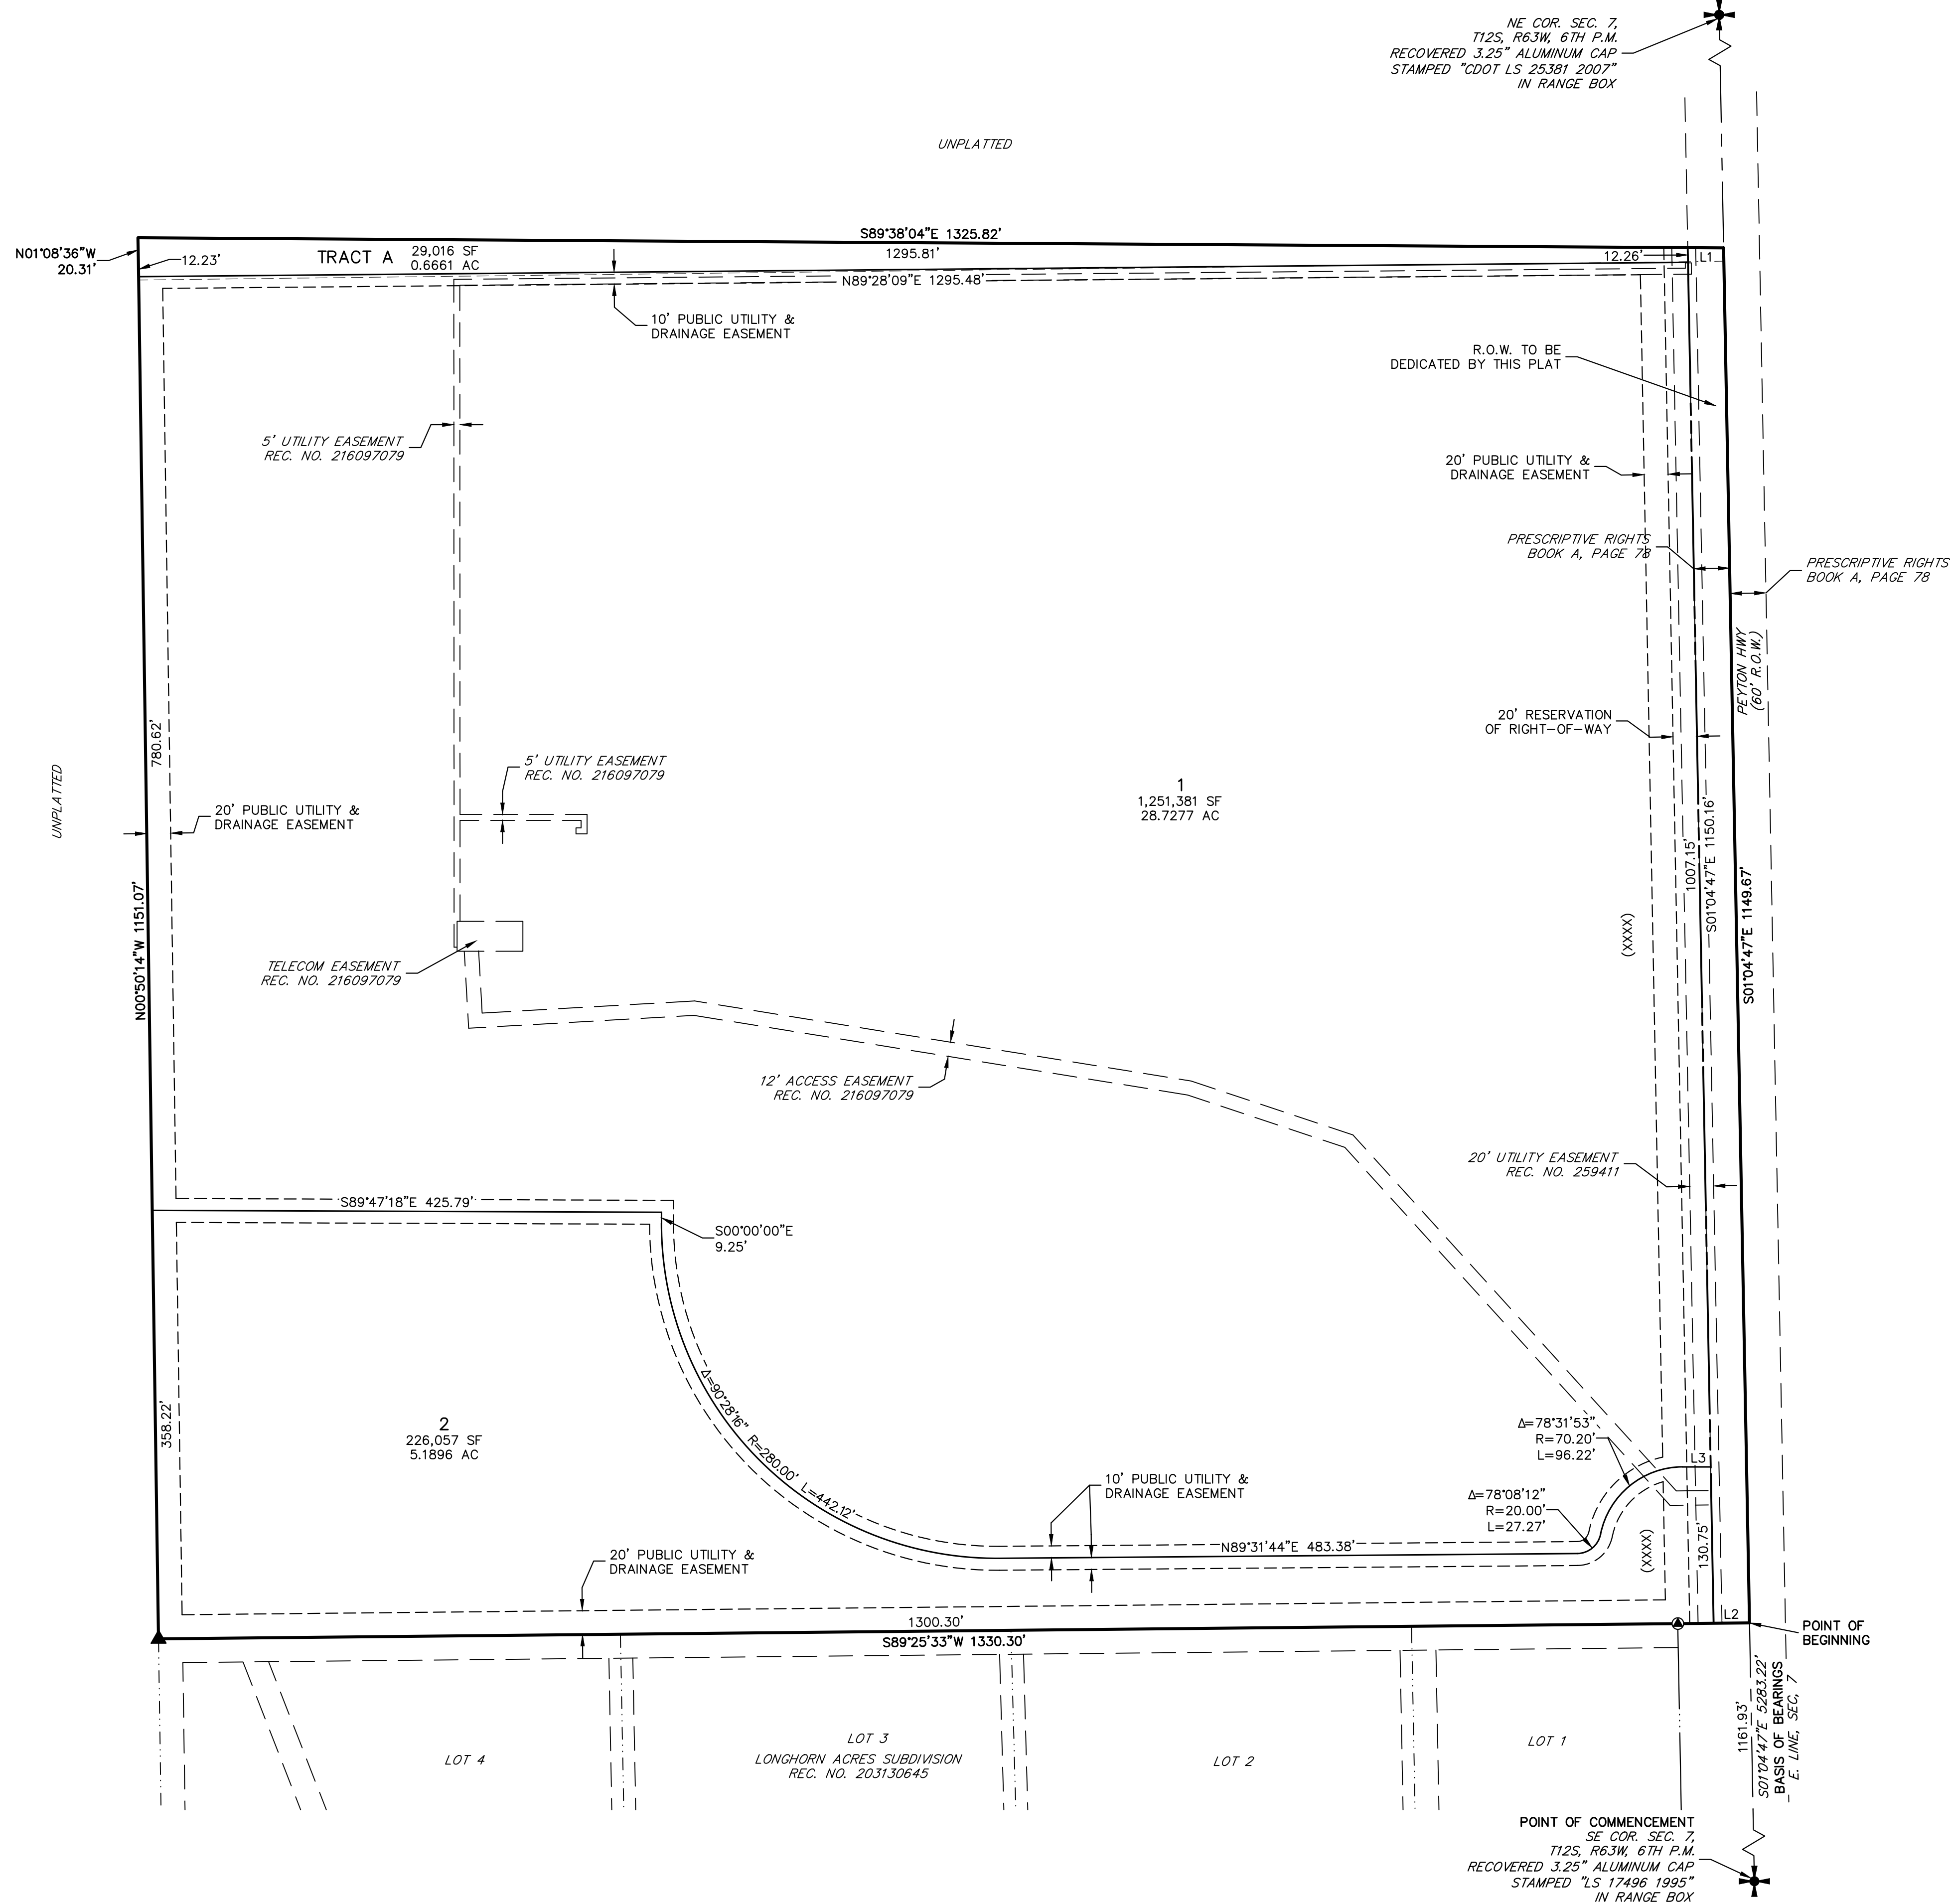 NE COR. SEC. 7,
T12S, R63W, 6TH P.M.
RECOVERED 3.25" ALUMINUM CAP
STAMPED "CDOT LS 25381 2007"
IN RANGE BOX
UNPLATTED
S89°38'04"E 1325.82'
N01°08'36"W
20.31'
12.23'
TRACT A
29,016 SF
0.6661 AC
1295.81'
12.26'
L1
N89°28'09"E 1295.48'
10' PUBLIC UTILITY &
DRAINAGE EASEMENT
R.O.W. TO BE
DEDICATED BY THIS PLAT
5' UTILITY EASEMENT
REC. NO. 216097079
20' PUBLIC UTILITY &
DRAINAGE EASEMENT
PRESCRIPTIVE RIGHTS
BOOK A, PAGE 78
PRESCRIPTIVE RIGHTS
BOOK A, PAGE 78
PEYTON HWY
(60' R.O.W.)
20' RESERVATION
OF RIGHT-OF-WAY
780.62'
UNPLATTED
5' UTILITY EASEMENT
REC. NO. 216097079
1
1,251,381 SF
28.7277 AC
20' PUBLIC UTILITY &
DRAINAGE EASEMENT
1007.15'
S01°04'47"E 1150.16'
S01°04'47"E 1149.67'
N00°50'14"W 1151.07'
(XXXX)
TELECOM EASEMENT
REC. NO. 216097079
12' ACCESS EASEMENT
REC. NO. 216097079
20' UTILITY EASEMENT
REC. NO. 259411
S89°47'18"E 425.79'
S00°00'00"E
9.25'
358.22'
2
226,057 SF
5.1896 AC
Δ=90°28'16" R=280.00' L=442.12'
Δ=78°31'53"
R=70.20'
L=96.22'
L3
Δ=78°08'12"
R=20.00'
L=27.27'
10' PUBLIC UTILITY &
DRAINAGE EASEMENT
N89°31'44"E 483.38'
(XXXX)
130.75'
20' PUBLIC UTILITY &
DRAINAGE EASEMENT
1300.30'
L2
S89°25'33"W 1330.30'
POINT OF
BEGINNING
1161.93'
S01°04'47"E 5283.22'
BASIS OF BEARINGS
E. LINE, SEC, 7
LOT 4
LOT 3
LONGHORN ACRES SUBDIVISION
REC. NO. 203130645
LOT 2
LOT 1
POINT OF COMMENCEMENT
SE COR. SEC. 7,
T12S, R63W, 6TH P.M.
RECOVERED 3.25" ALUMINUM CAP
STAMPED "LS 17496 1995"
IN RANGE BOX